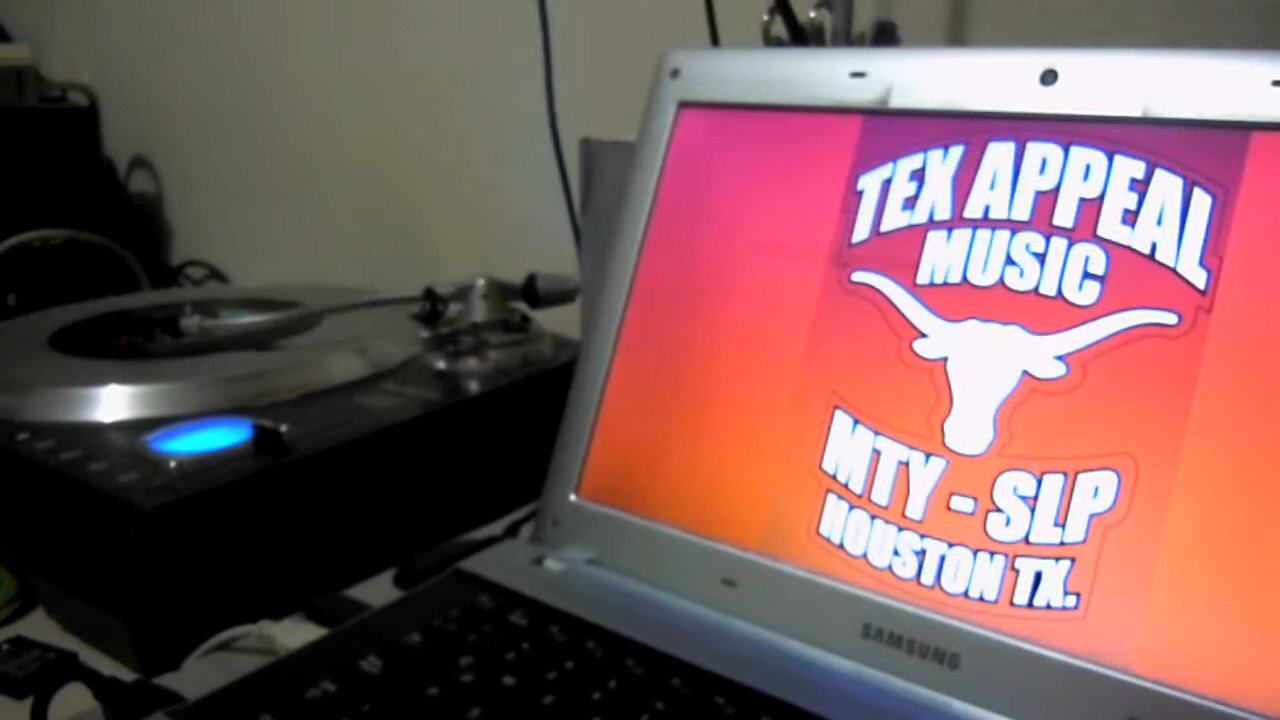 TEX APPEAL
MUSIC
MTY - SLP
HOUSTON TX.
SAMSUNG